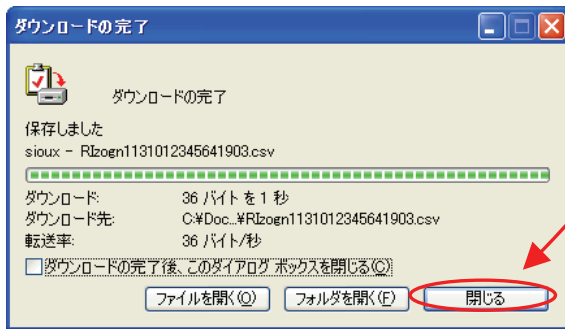 ダウンロードの完了
ダウンロードの完了
保存しました
sioux - RIzogn1131012345641903.csv
ダウンロード: 36 バイト を 1 秒
ダウンロード先: C:¥Doc...¥RIzogn1131012345641903.csv
転送率: 36 バイト/秒
ダウンロードの完了後、このダイアログ ボックスを閉じる(C)
ファイルを開く(O) フォルダを開く(F) 閉じる